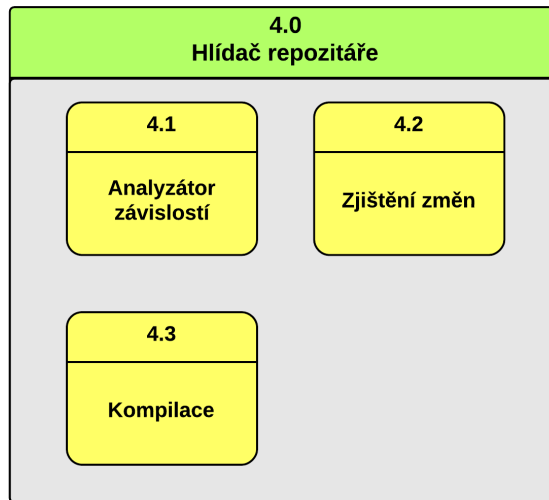 4.0
Hlídač repozitáře
4.1
Analyzátor
závislostí
4.2
Zjištění změn
4.3
Kompilace